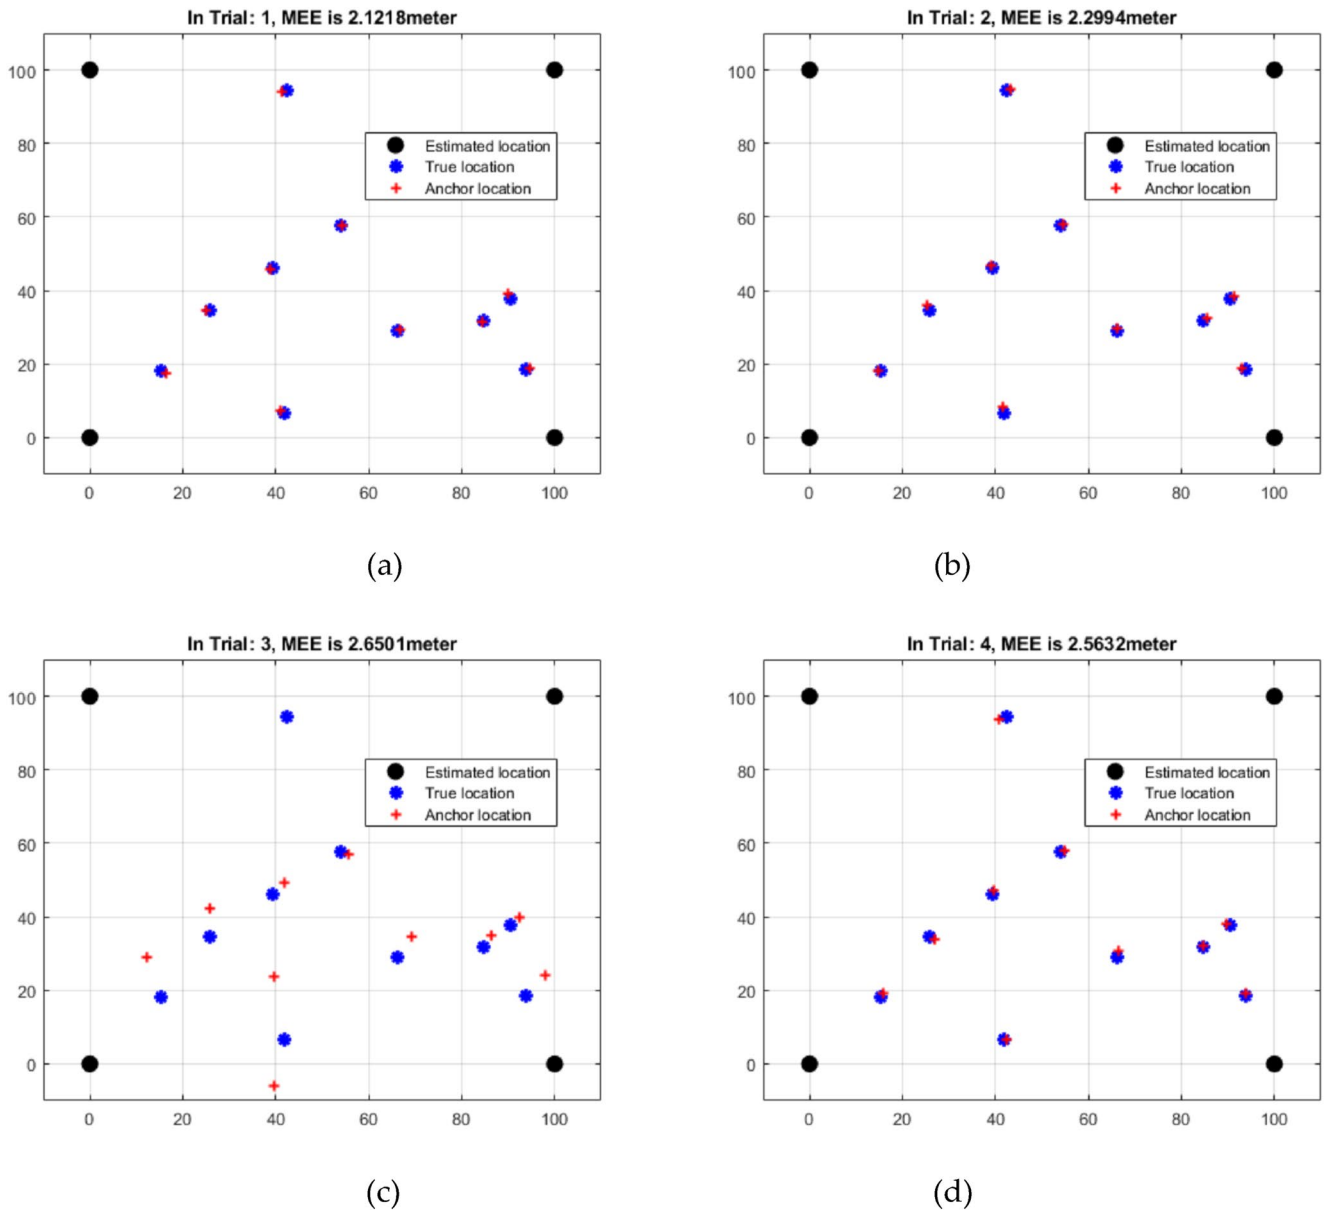 In Trial: 1, MEE is 2.1218meter
100
80
60
40
20
0
Estimated location
True location
Anchor location
0 20 40 60 80 100
(a)
In Trial: 2, MEE is 2.2994meter
100
80
60
40
20
0
Estimated location
True location
Anchor location
0 20 40 60 80 100
(b)
In Trial: 3, MEE is 2.6501meter
100
80
60
40
20
0
Estimated location
True location
Anchor location
0 20 40 60 80 100
(c)
In Trial: 4, MEE is 2.5632meter
100
80
60
40
20
0
Estimated location
True location
Anchor location
0 20 40 60 80 100
(d)